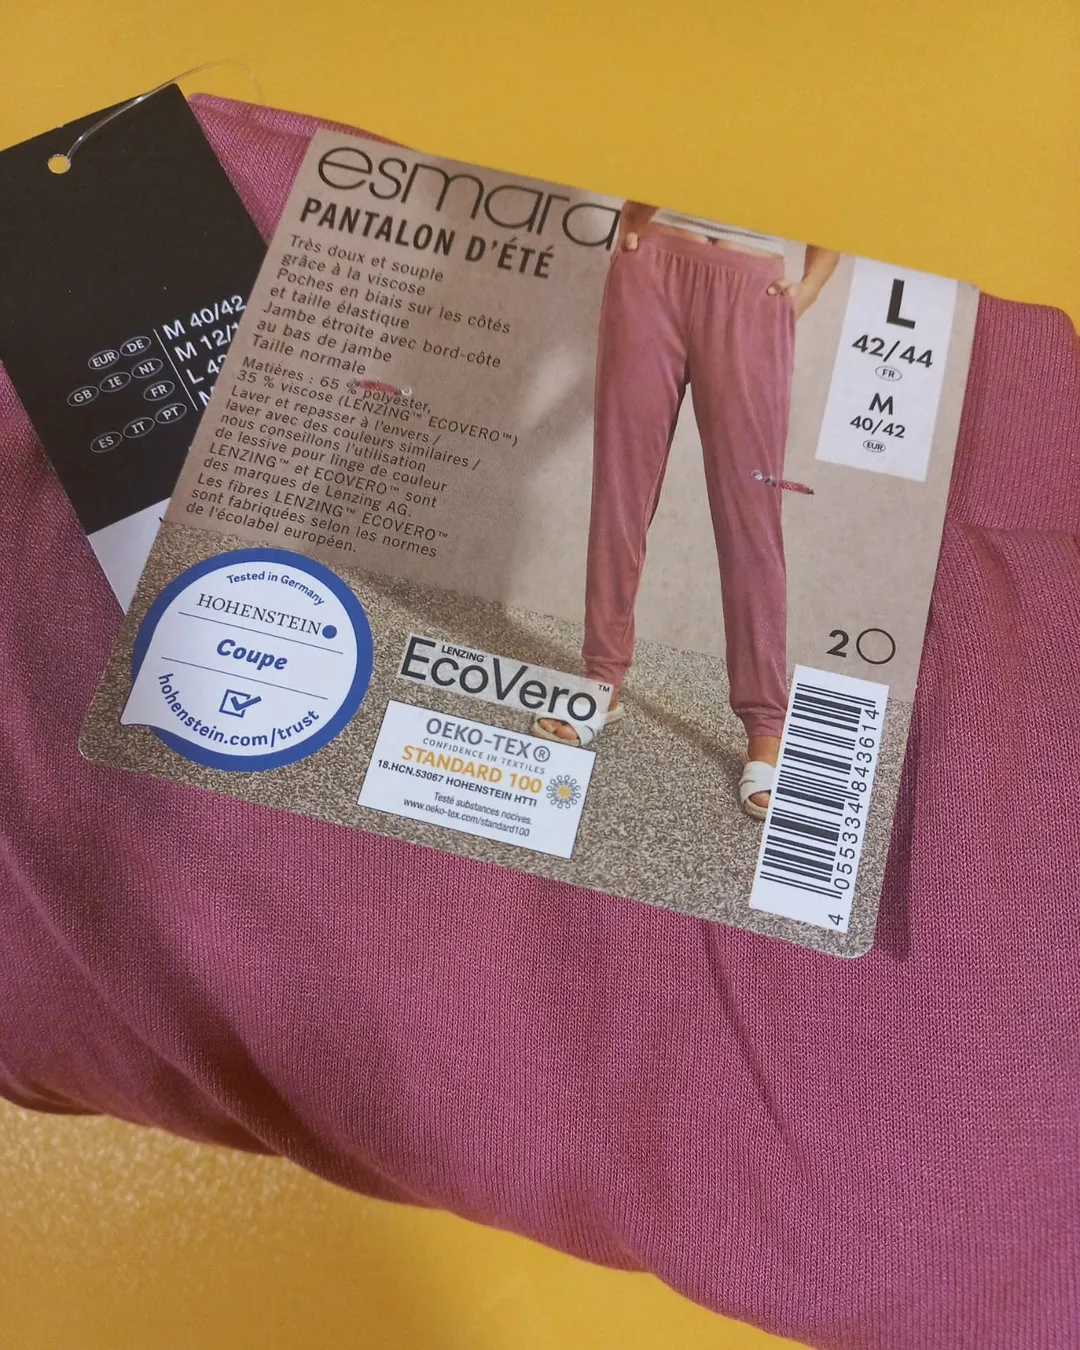 esmara
PANTALON D'ÉTÉ
Très doux et souple
grâce à la viscose
Poches en biais sur les côtés
et taille élastique
Jambe étroite avec bord-côte
au bas de jambe
Taille normale
Matières : 65 % polyester,
35 % viscose (LENZING™ ECOVERO™)
Laver et repasser à l'envers /
laver avec des couleurs similaires /
nous conseillons l'utilisation
de lessive pour linge de couleur
LENZING™ et ECOVERO™ sont
des marques de Lenzing AG.
Les fibres LENZING™ ECOVERO™
sont fabriquées selon les normes
de l'écolabel européen.
L
42/44
FR
M
40/42
EUR
EUR DE M 40/42
GB IE NI M 12/
FR L 42
ES IT PT
Tested in Germany
HOHENSTEIN
Coupe
hohenstein.com/trust
LENZING™
EcoVero™
OEKO-TEX®
CONFIDENCE IN TEXTILES
STANDARD 100
18.HCN.53067 HOHENSTEIN HTTI
Testé substances nocives.
www.oeko-tex.com/standard100
2
4 055334 843614